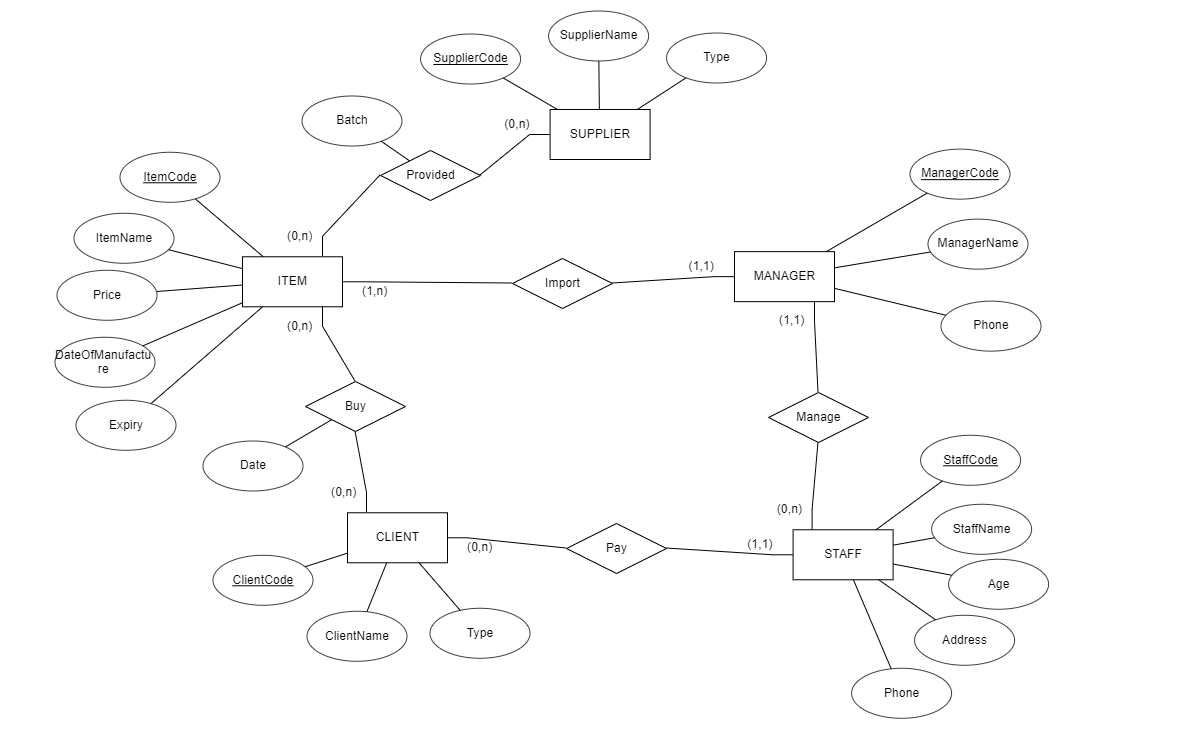 SupplierName
SupplierCode
Type
Batch
(0,n)
SUPPLIER
Provided
ItemCode
ManagerCode
ItemName
(0,n)
ManagerName
ITEM
(1,n)
Import
(1,1)
MANAGER
Price
(0,n)
(1,1)
Phone
DateOfManufactu
re
Expiry
Buy
Manage
Date
StaffCode
(0,n)
(0,n)
StaffName
CLIENT
(0,n)
Pay
(1,1)
STAFF
ClientCode
Age
ClientName
Type
Address
Phone